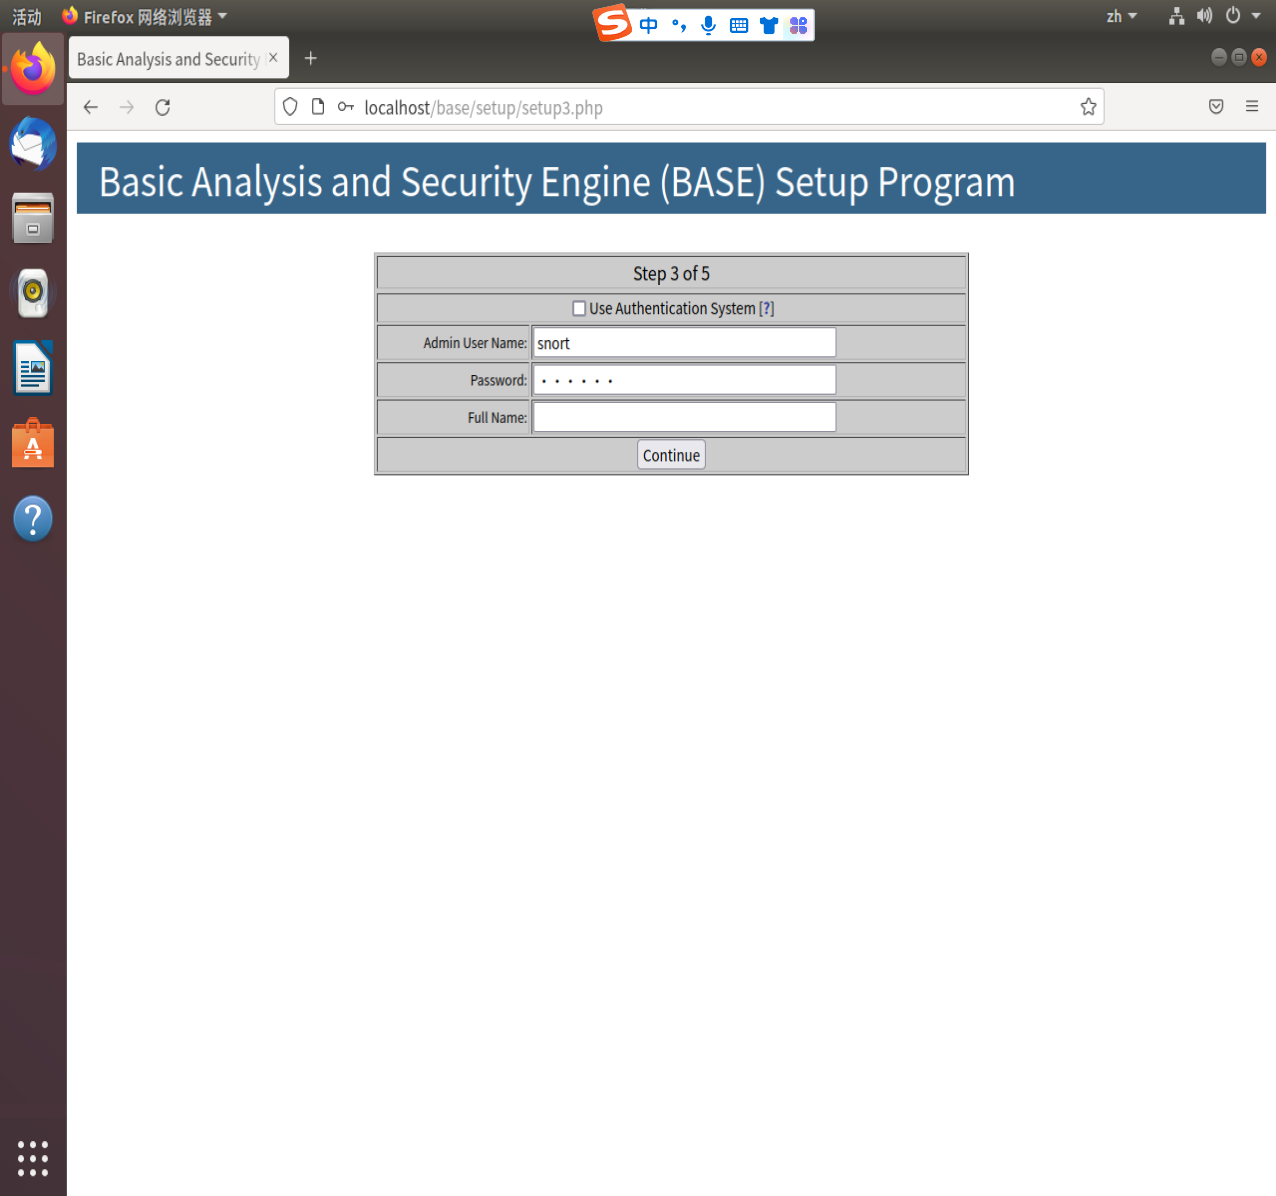 活动 Firefox 网络浏览器 中 zh
Basic Analysis and Security
localhost/base/setup/setup3.php
Basic Analysis and Security Engine (BASE) Setup Program
Step 3 of 5
Use Authentication System [?]
Admin User Name: snort
Password: ••••••
Full Name:
Continue